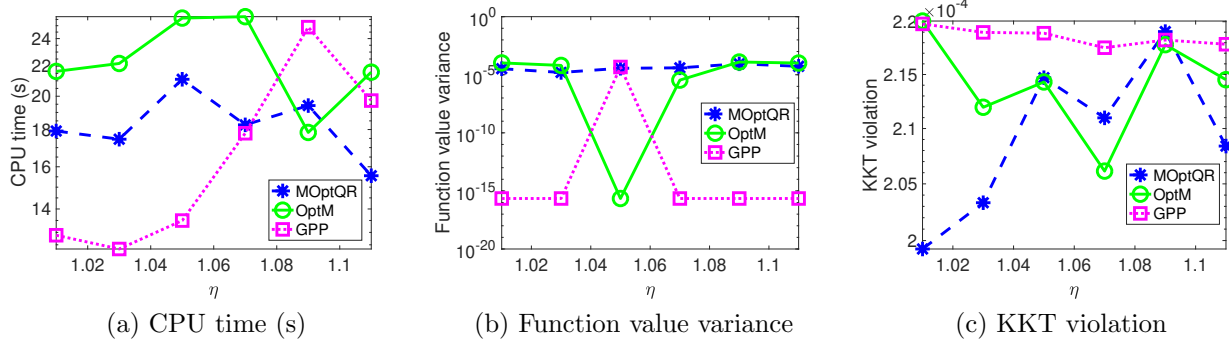 24
22
20
18
16
14
CPU time (s)
1.02 1.04 1.06 1.08 1.1
η
MOptQR
OptM
GPP
(a) CPU time (s)
10^0
10^-5
10^-10
10^-15
10^-20
Function value variance
1.02 1.04 1.06 1.08 1.1
η
MOptQR
OptM
GPP
(b) Function value variance
×10^-4
2.2
2.15
2.1
2.05
2
KKT violation
1.02 1.04 1.06 1.08 1.1
η
MOptQR
OptM
GPP
(c) KKT violation